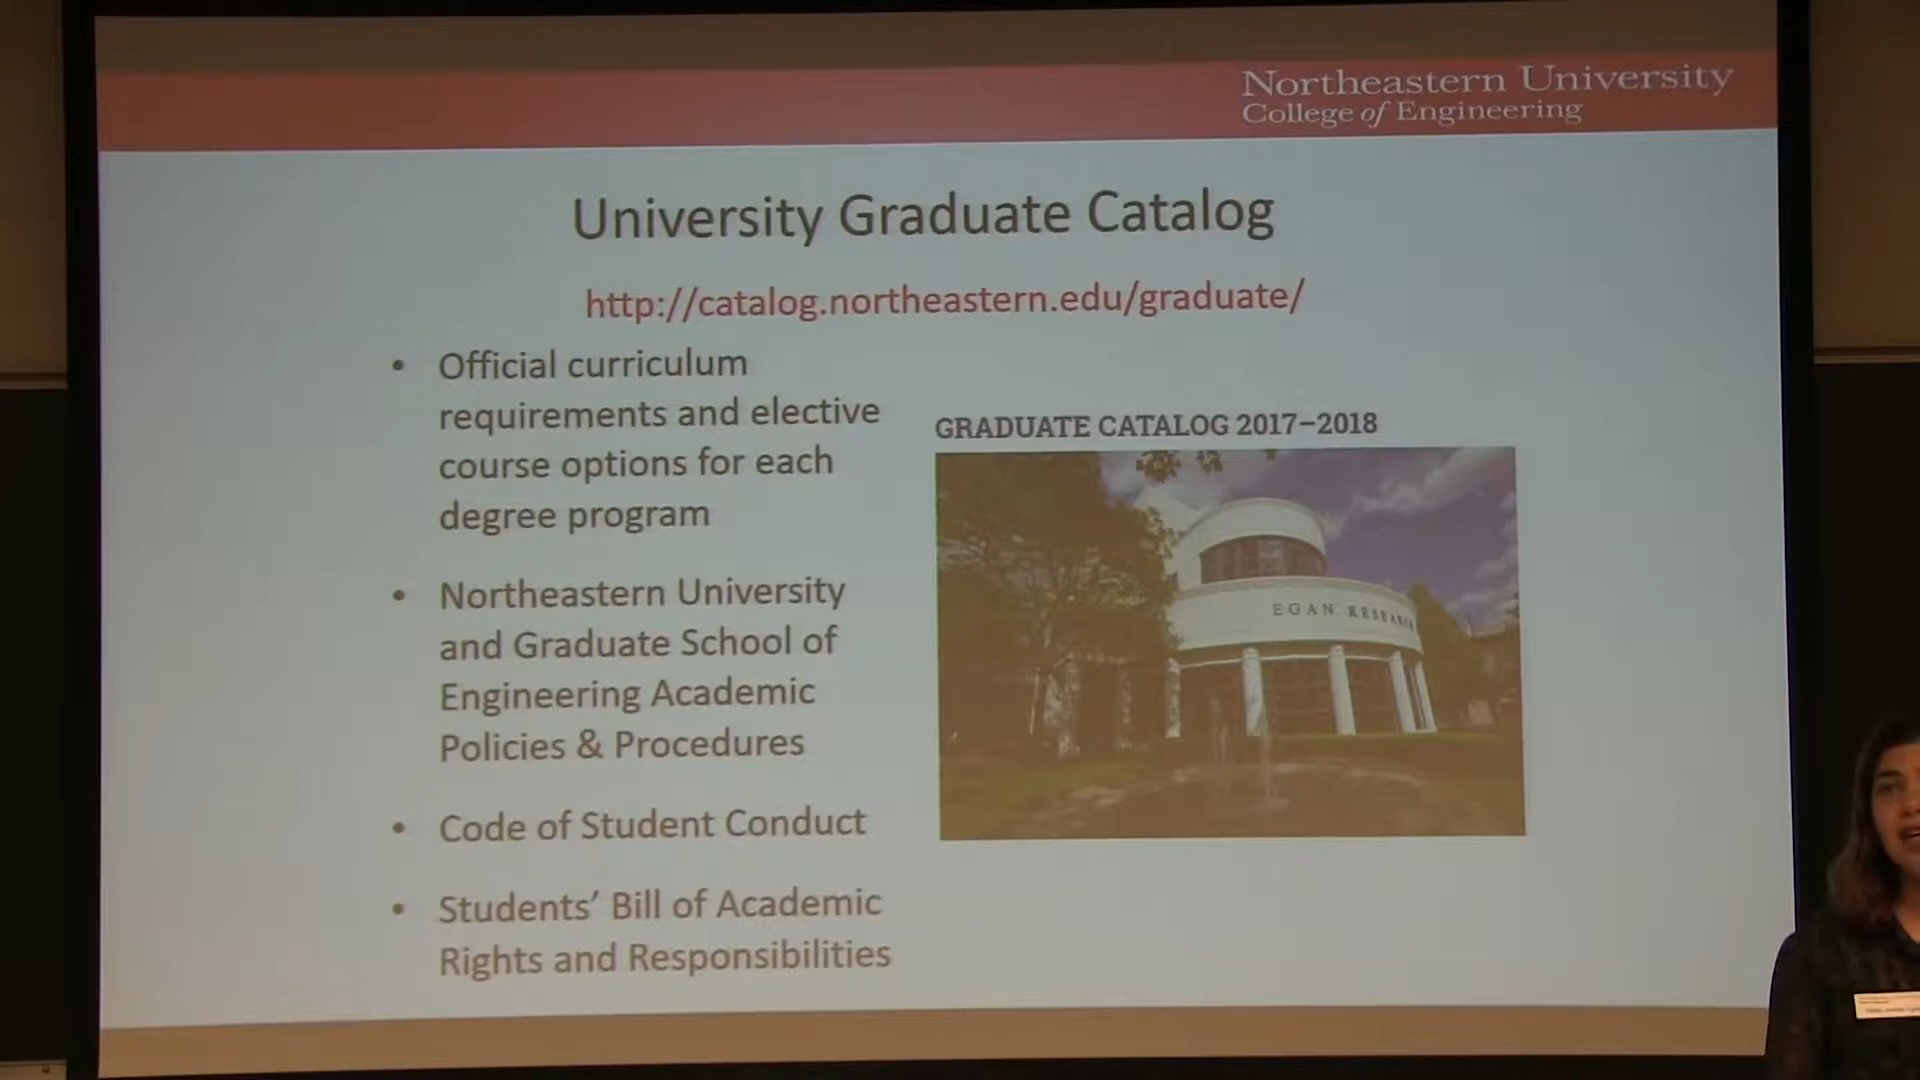 Northeastern University
College of Engineering
University Graduate Catalog
http://catalog.northeastern.edu/graduate/
• Official curriculum
requirements and elective
course options for each
degree program
• Northeastern University
and Graduate School of
Engineering Academic
Policies & Procedures
• Code of Student Conduct
• Students’ Bill of Academic
Rights and Responsibilities
GRADUATE CATALOG 2017–2018
EGAN RESEARC